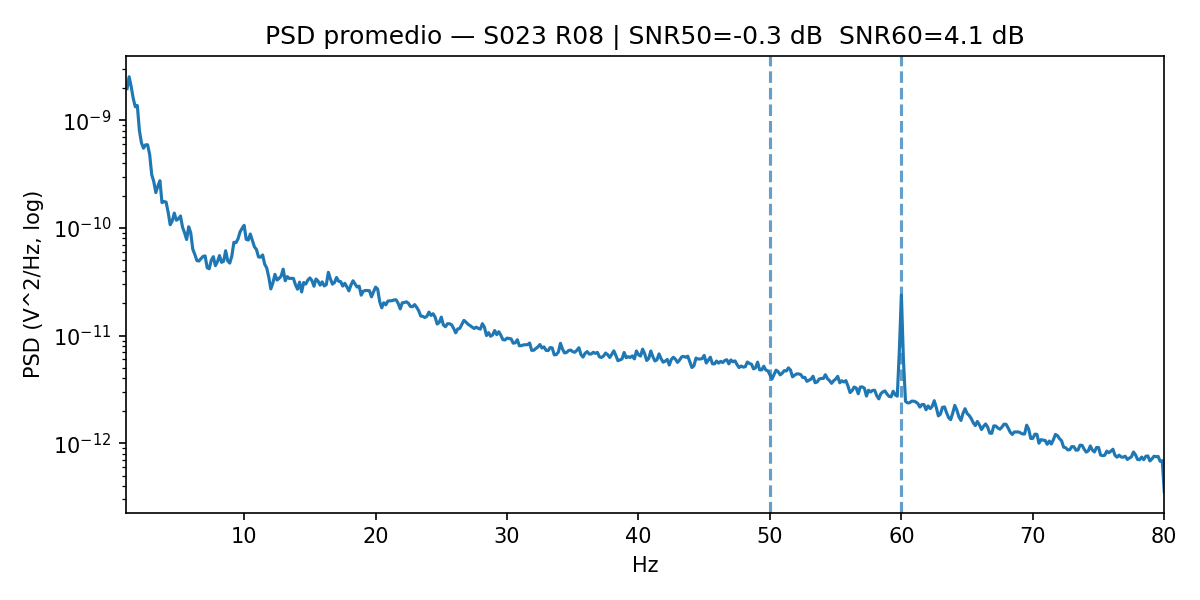 PSD promedio — S023 R08 | SNR50=-0.3 dB  SNR60=4.1 dB
PSD (V^2/Hz, log)
10⁻⁹
10⁻¹⁰
10⁻¹¹
10⁻¹²
10 20 30 40 50 60 70 80
Hz